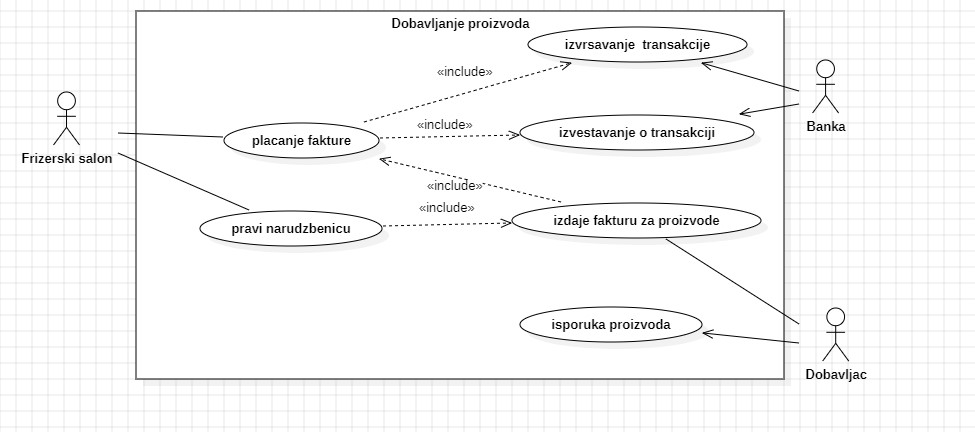 Dobavljanje proizvoda
izvrsavanje transakcije
«include»
Banka
«include»
izvestavanje o transakciji
placanje fakture
Frizerski salon
«include»
«include»
izdaje fakturu za proizvode
pravi narudzbenicu
isporuka proizvoda
Dobavljac